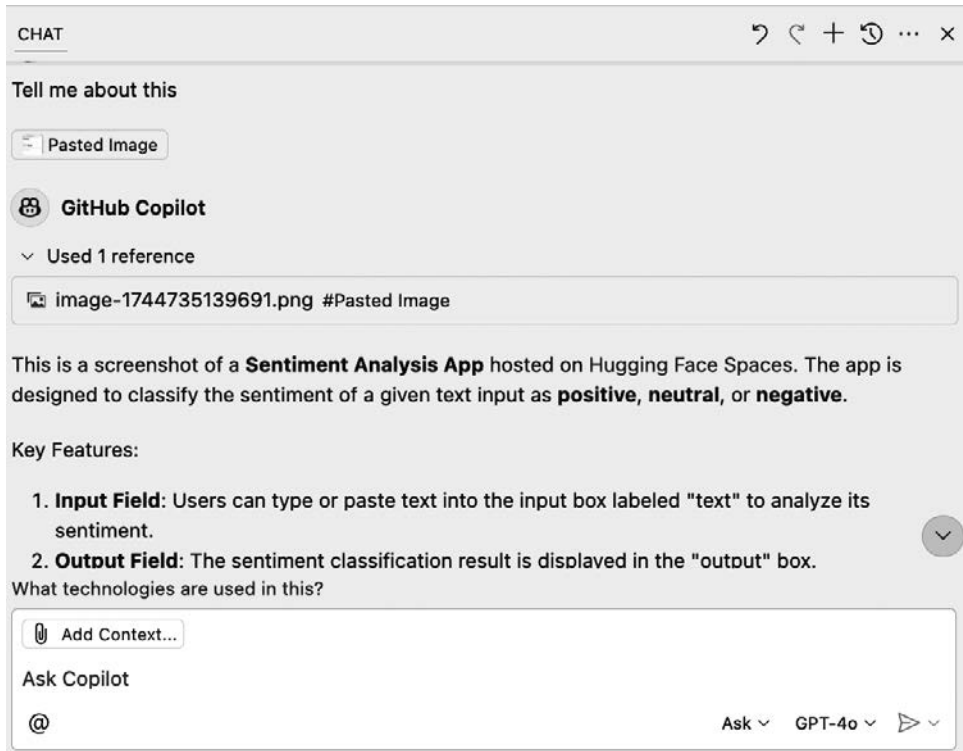 CHAT
Tell me about this
Pasted Image
GitHub Copilot
Used 1 reference
image-1744735139691.png #Pasted Image
This is a screenshot of a Sentiment Analysis App hosted on Hugging Face Spaces. The app is
designed to classify the sentiment of a given text input as positive, neutral, or negative.
Key Features:
1. Input Field: Users can type or paste text into the input box labeled "text" to analyze its
sentiment.
2. Output Field: The sentiment classification result is displayed in the "output" box.
What technologies are used in this?
Add Context...
Ask Copilot
@ Ask GPT-4o